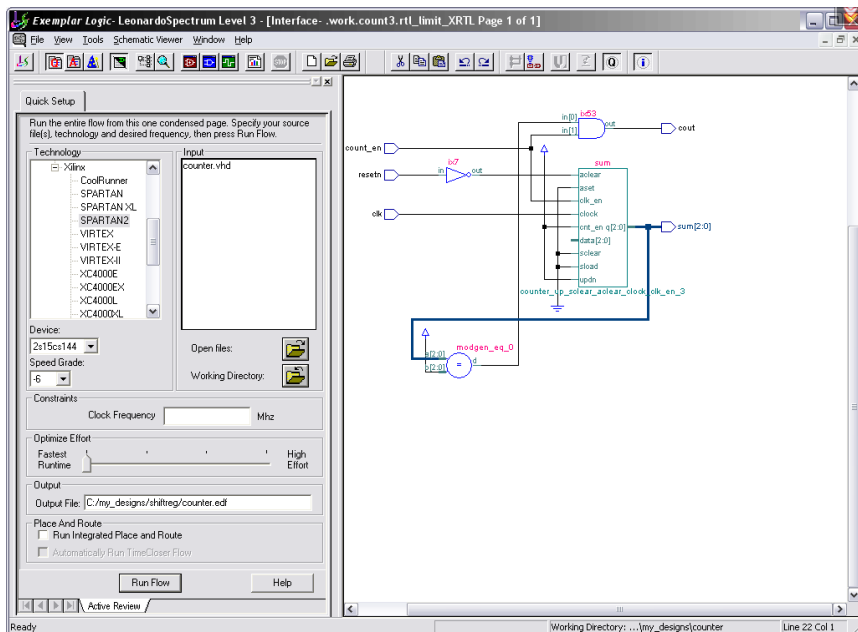 Exemplar Logic - LeonardoSpectrum Level 3 - [Interface- .work.count3.rtl_limit_XRTL Page 1 of 1]
File View Tools Schematic Viewer Window Help
Quick Setup
Run the entire flow from this one condensed page. Specify your source
file(s), technology and desired frequency, then press Run Flow.
Technology
Xilinx
CoolRunner
SPARTAN
SPARTAN XL
SPARTAN2
VIRTEX
VIRTEX-E
VIRTEX-II
XC4000E
XC4000EX
XC4000L
XC4000XL
Input
counter.vhd
Device:
2s15cs144
Speed Grade:
-6
Open files:
Working Directory:
Constraints
Clock Frequency Mhz
Optimize Effort
Fastest
Runtime
High
Effort
Output
Output File: C:/my_designs/shiftreg/counter.edf
Place And Route
Run Integrated Place and Route
Automatically Run TimeCloser Flow
Run Flow Help
Active Review
ix53
in[0]
in[1]
out
cout
count_en
resetn
ix7
in out
clk
sum
aclear
aset
clk_en
clock
cnt_en q[2:0]
data[2:0]
sclear
sload
updn
sum[2:0]
counter_up_sclear_aclear_clock_clk_en_3
modgen_eq_0
a[2:0]
b[2:0]
=
d
Ready
Working Directory: ...\my_designs\counter
Line 22 Col 1